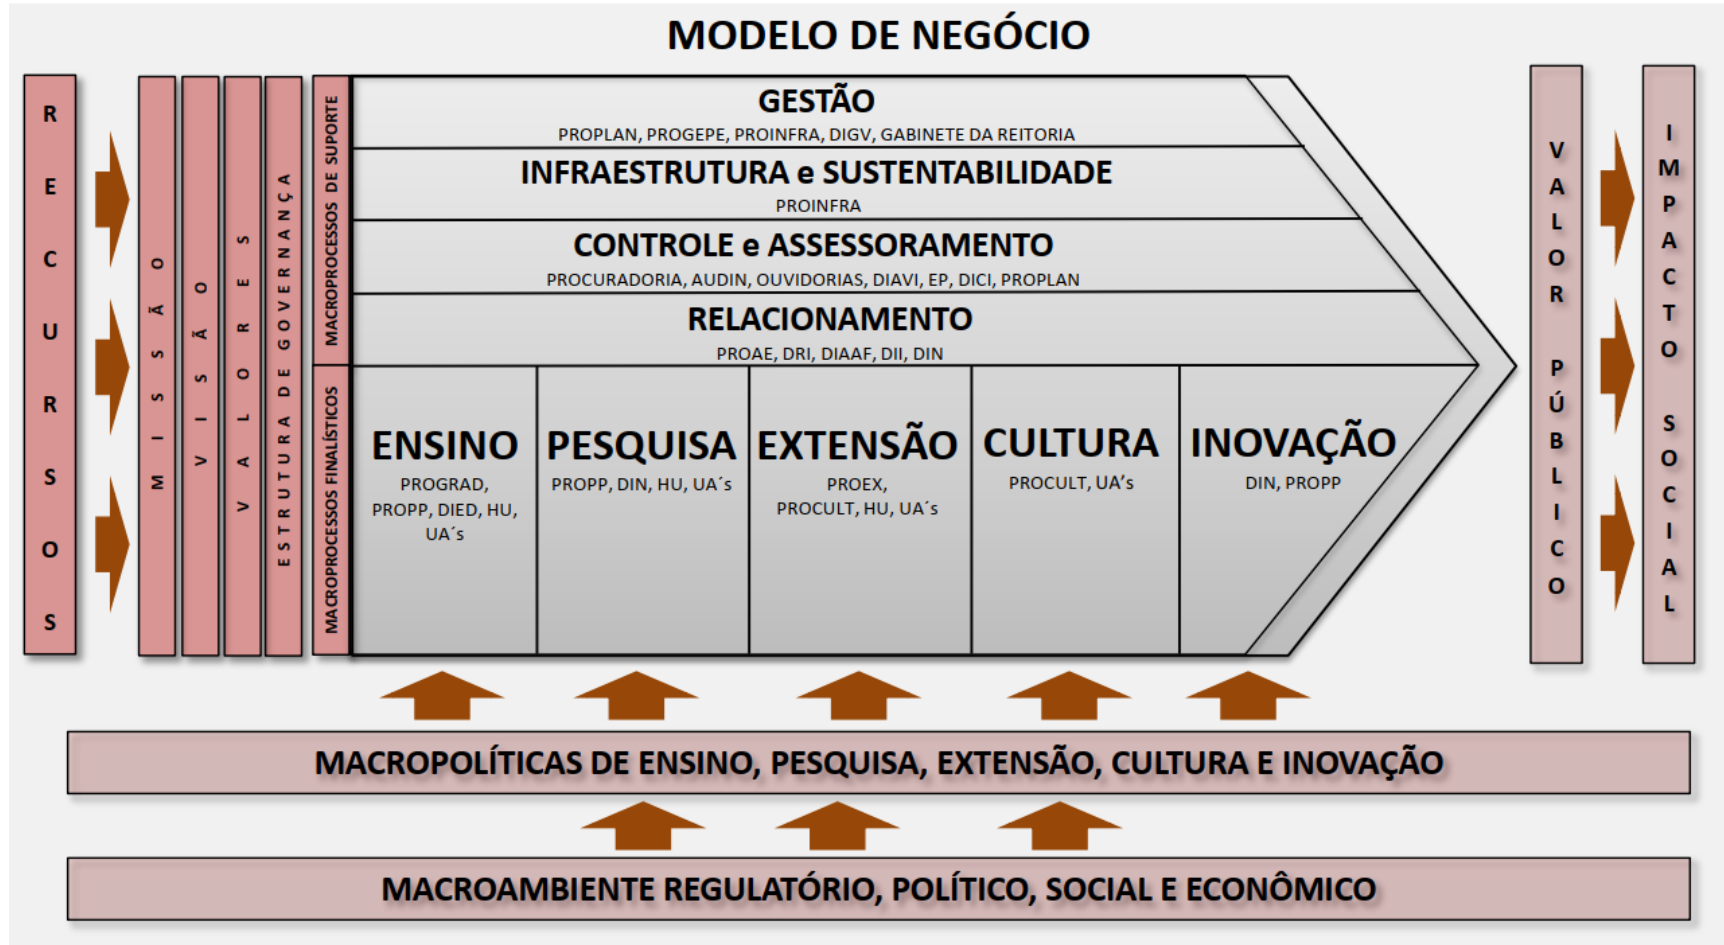 MODELO DE NEGÓCIO
RECURSOS
MISSÃO
VISÃO
VALORES
ESTRUTURA DE GOVERNANÇA
MACROPROCESSOS DE SUPORTE
GESTÃO
PROPLAN, PROGEPE, PROINFRA, DIGV, GABINETE DA REITORIA
INFRAESTRUTURA e SUSTENTABILIDADE
PROINFRA
CONTROLE e ASSESSORAMENTO
PROCURADORIA, AUDIN, OUVIDORIAS, DIAVI, EP, DICI, PROPLAN
RELACIONAMENTO
PROAE, DRI, DIAAF, DII, DIN
MACROPROCESSOS FINALÍSTICOS
ENSINO
PROGRAD,
PROPP, DIED, HU,
UA´s
PESQUISA
PROPP, DIN, HU, UA´s
EXTENSÃO
PROEX,
PROCULT, HU, UA´s
CULTURA
PROCULT, UA’s
INOVAÇÃO
DIN, PROPP
VALOR PÚBLICO
IMPACTO SOCIAL
MACROPOLÍTICAS DE ENSINO, PESQUISA, EXTENSÃO, CULTURA E INOVAÇÃO
MACROAMBIENTE REGULATÓRIO, POLÍTICO, SOCIAL E ECONÔMICO